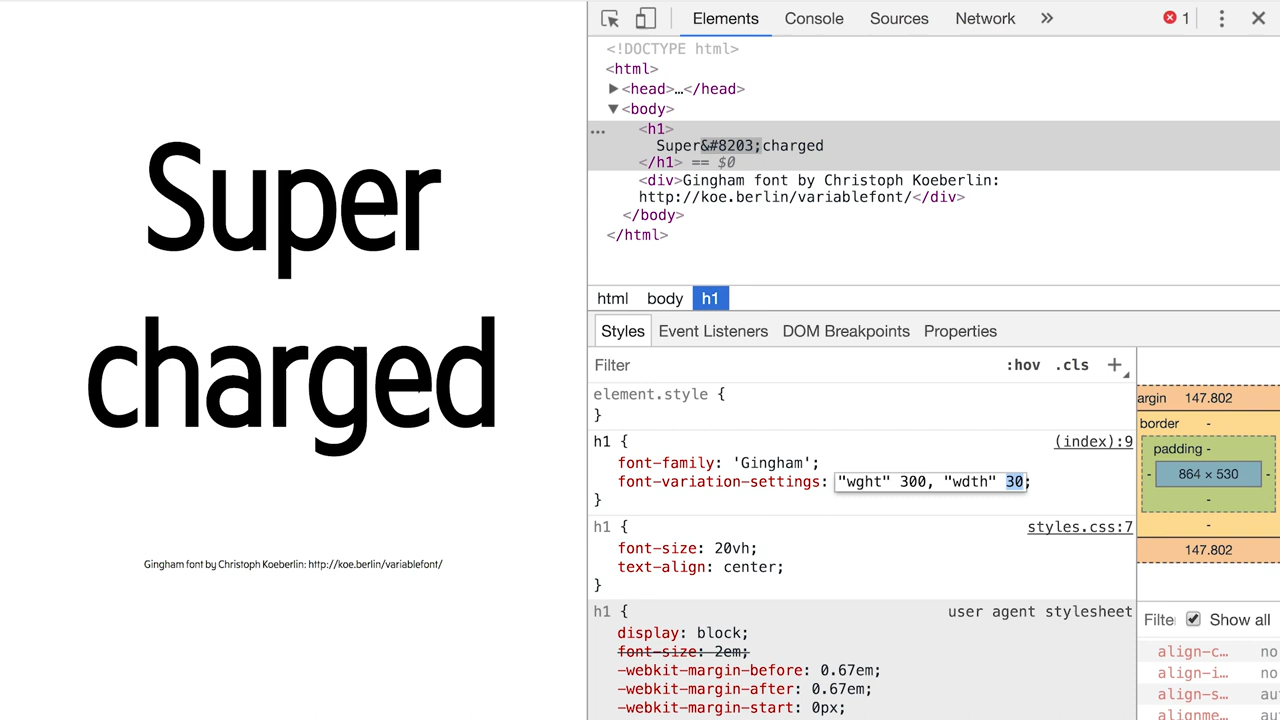 Super
charged
Gingham font by Christoph Koeberlin: http://koe.berlin/variablefont/
Elements Console Sources Network » 1
<!DOCTYPE html>
<html>
<head>…</head>
<body>
<h1>
Super&#8203;charged
</h1> == $0
<div>Gingham font by Christoph Koeberlin:
http://koe.berlin/variablefont/</div>
</body>
</html>
html body h1
Styles Event Listeners DOM Breakpoints Properties
Filter :hov .cls +
element.style {
}
h1 { (index):9
font-family: 'Gingham';
font-variation-settings: "wght" 300, "wdth" 30;
}
h1 { styles.css:7
font-size: 20vh;
text-align: center;
}
h1 { user agent stylesheet
display: block;
font-size: 2em;
-webkit-margin-before: 0.67em;
-webkit-margin-after: 0.67em;
-webkit-margin-start: 0px;
argin 147.802
border -
padding -
- 864 × 530 -
-
-
147.802
Filte Show all
align-c… no
align-i… no
align-s… au
alignme… au